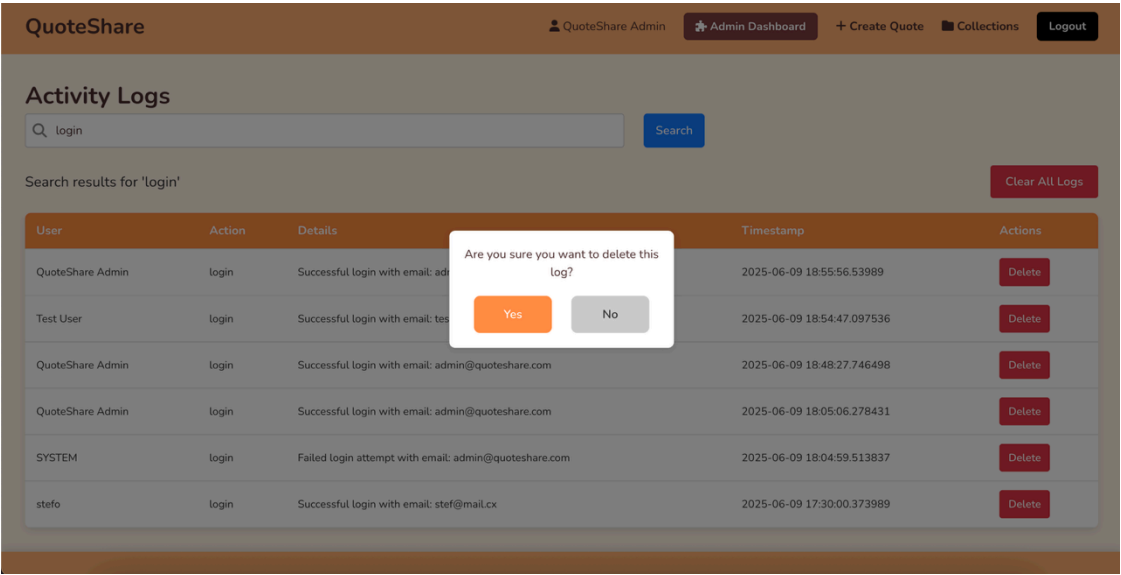 QuoteShare
QuoteShare Admin Admin Dashboard + Create Quote Collections Logout
Activity Logs
login Search
Search results for 'login' Clear All Logs
User Action Details Timestamp Actions
QuoteShare Admin login Successful login with email: 2025-06-09 18:55:56.53989 Delete
Test User login Successful login with email: 2025-06-09 18:54:47.097536 Delete
QuoteShare Admin login Successful login with email: admin@quoteshare.com 2025-06-09 18:48:27.746498 Delete
QuoteShare Admin login Successful login with email: admin@quoteshare.com 2025-06-09 18:05:06.278431 Delete
SYSTEM login Failed login attempt with email: admin@quoteshare.com 2025-06-09 18:04:59.513837 Delete
stefo login Successful login with email: stef@mail.cx 2025-06-09 17:30:00.373989 Delete
Are you sure you want to delete this
log?
Yes No